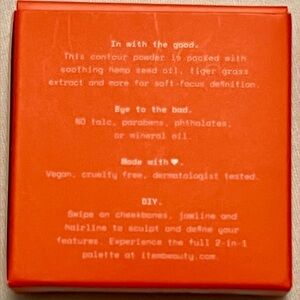 In with the good.
This contour powder is packed with
soothing hemp seed oil, tiger grass
extract and more for soft-focus definition.
Bye to the bad.
NO talc, parabens, phthalates,
or mineral oil.
Made with ♥.
Vegan, cruelty free, dermatologist tested.
DIY.
Swipe on cheekbones, jawline and
hairline to sculpt and define your
features. Experience the full 2-in-1
palette at itembeauty.com.